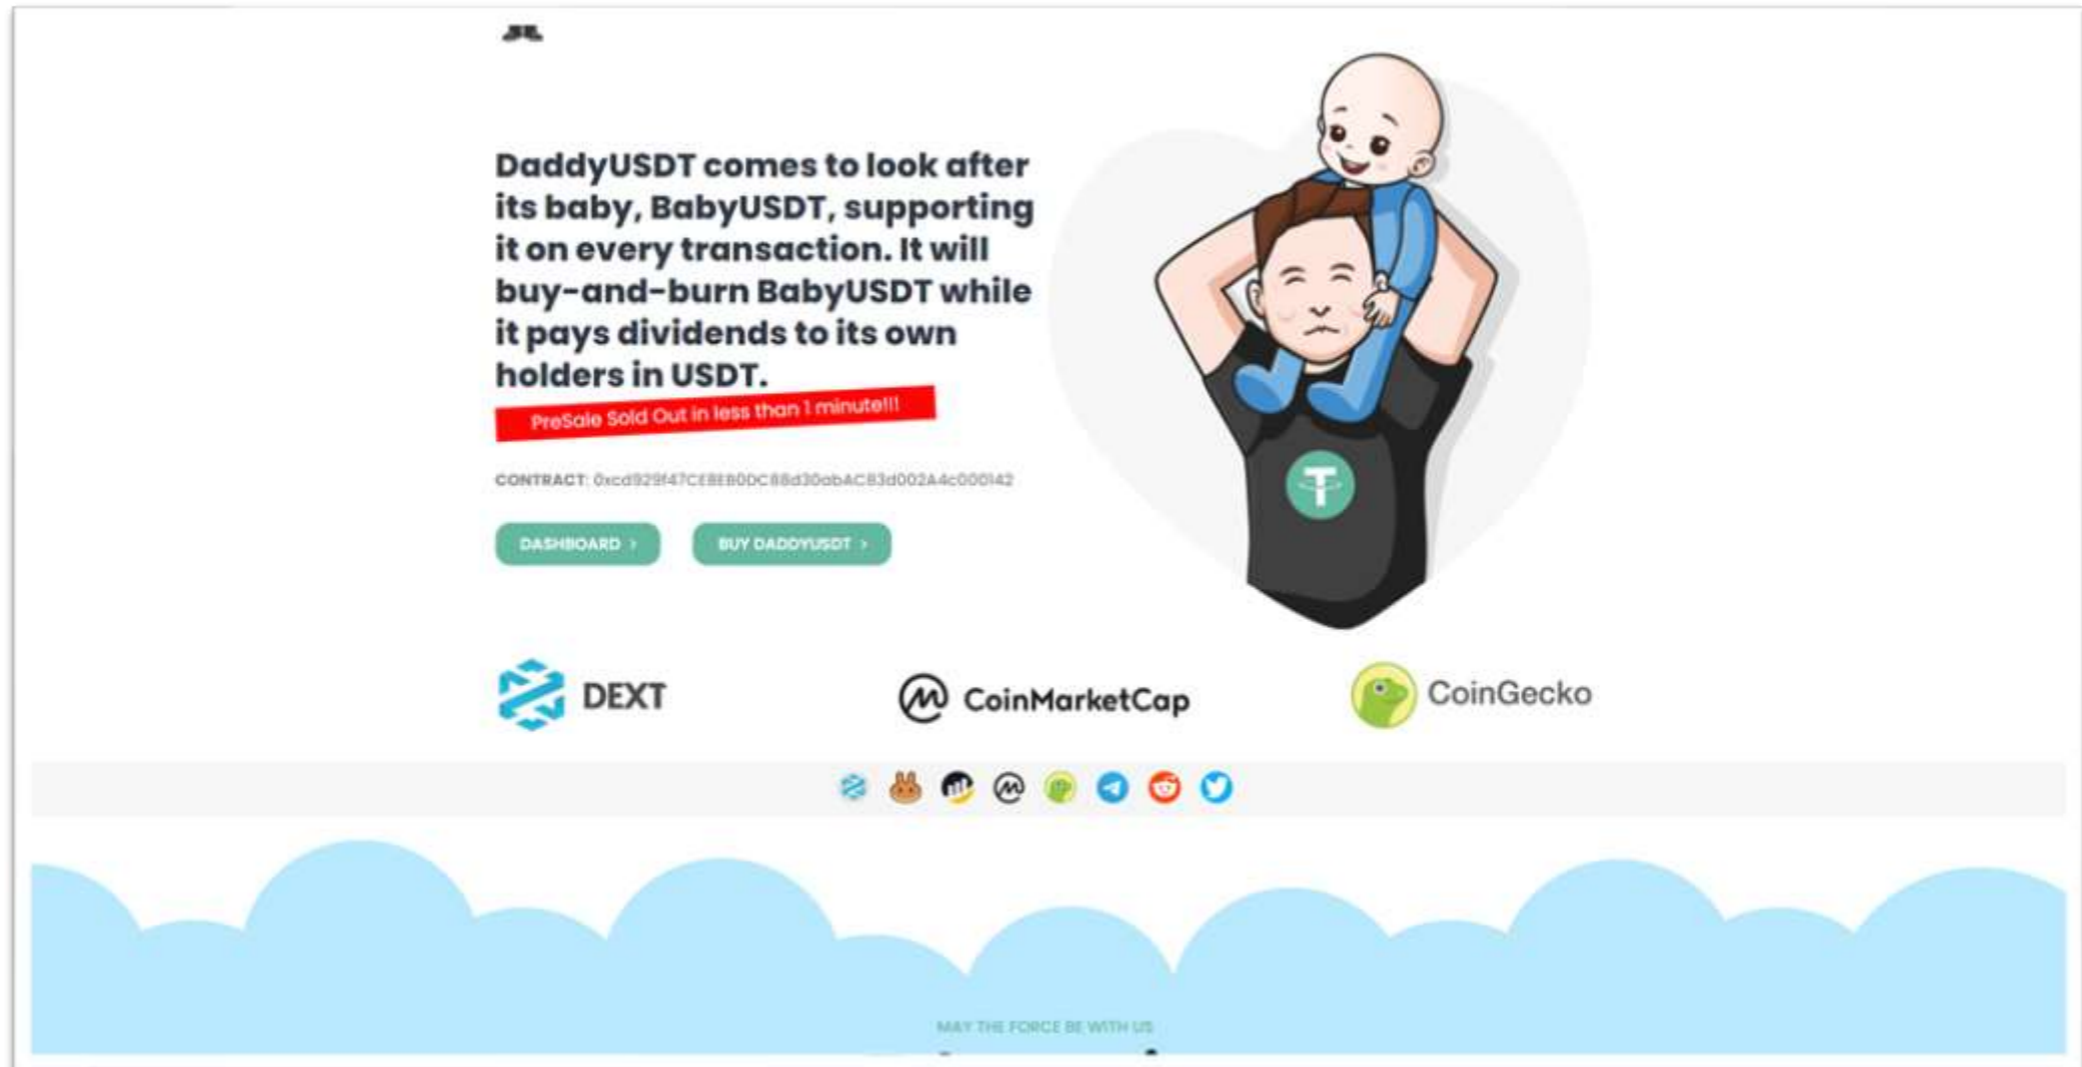 DaddyUSDT comes to look after
its baby, BabyUSDT, supporting
it on every transaction. It will
buy-and-burn BabyUSDT while
it pays dividends to its own
holders in USDT.
PreSale Sold Out in less than 1 minute!!!
CONTRACT:
DASHBOARD >
BUY DADDYUSDT >
DEXT
CoinMarketCap
CoinGecko
MAY THE FORCE BE WITH US